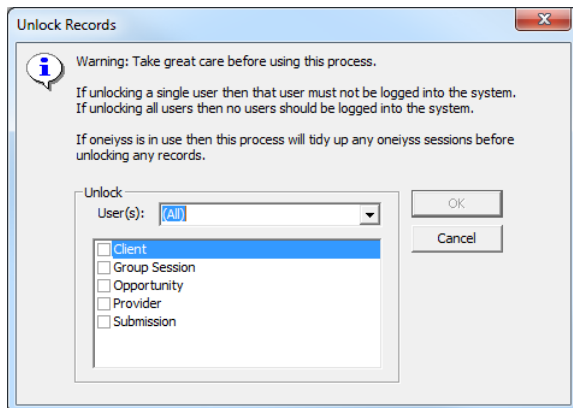 Unlock Records
Warning: Take great care before using this process.
If unlocking a single user then that user must not be logged into the system.
If unlocking all users then no users should be logged into the system.
If oneiyss is in use then this process will tidy up any oneiyss sessions before
unlocking any records.
Unlock
User(s): (All)
OK
Client
Cancel
Group Session
Opportunity
Provider
Submission